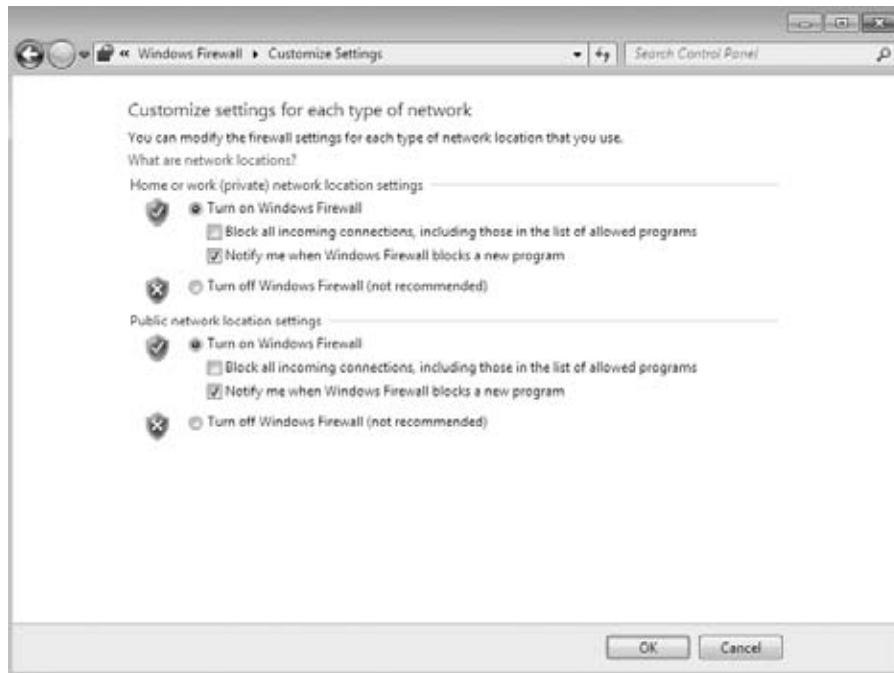 « Windows Firewall ▸ Customize Settings
Search Control Panel
Customize settings for each type of network
You can modify the firewall settings for each type of network location that you use.
What are network locations?
Home or work (private) network location settings
Turn on Windows Firewall
Block all incoming connections, including those in the list of allowed programs
Notify me when Windows Firewall blocks a new program
Turn off Windows Firewall (not recommended)
Public network location settings
Turn on Windows Firewall
Block all incoming connections, including those in the list of allowed programs
Notify me when Windows Firewall blocks a new program
Turn off Windows Firewall (not recommended)
OK Cancel